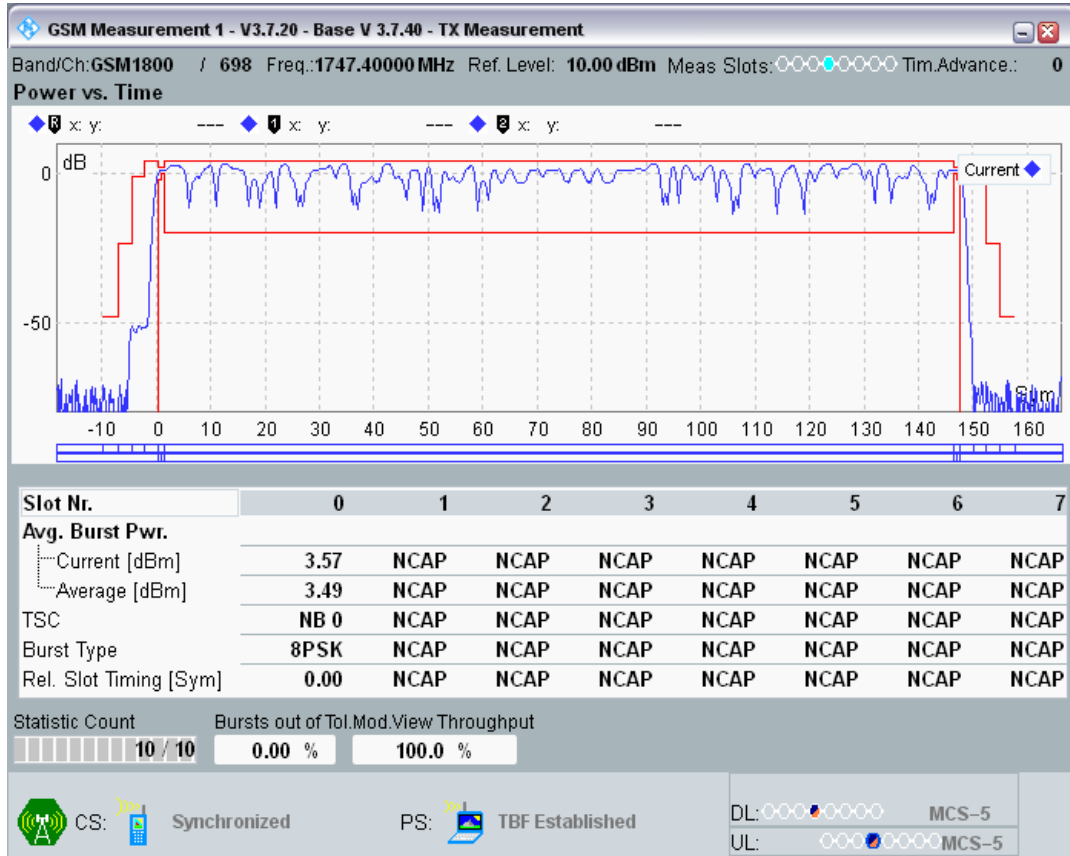 GSM Measurement 1 - V3.7.20 - Base V 3.7.40 - TX Measurement
Band/Ch:GSM1800 / 698 Freq.:1747.40000 MHz Ref. Level: 10.00 dBm Meas Slots: Tim.Advance.: 0
Power vs. Time
R x: y: --- 1 x: y: --- 2 x: y: ---
dB
Current
0
-50
Sym
-10 0 10 20 30 40 50 60 70 80 90 100 110 120 130 140 150 160
Slot Nr. 0 1 2 3 4 5 6 7
Avg. Burst Pwr.
Current [dBm] 3.57 NCAP NCAP NCAP NCAP NCAP NCAP NCAP
Average [dBm] 3.49 NCAP NCAP NCAP NCAP NCAP NCAP NCAP
TSC NB 0 NCAP NCAP NCAP NCAP NCAP NCAP NCAP
Burst Type 8PSK NCAP NCAP NCAP NCAP NCAP NCAP NCAP
Rel. Slot Timing [Sym] 0.00 NCAP NCAP NCAP NCAP NCAP NCAP NCAP
Statistic Count Bursts out of Tol.Mod.View Throughput
10 / 10 0.00 % 100.0 %
CS: Synchronized PS: TBF Established
DL: MCS-5
UL: MCS-5